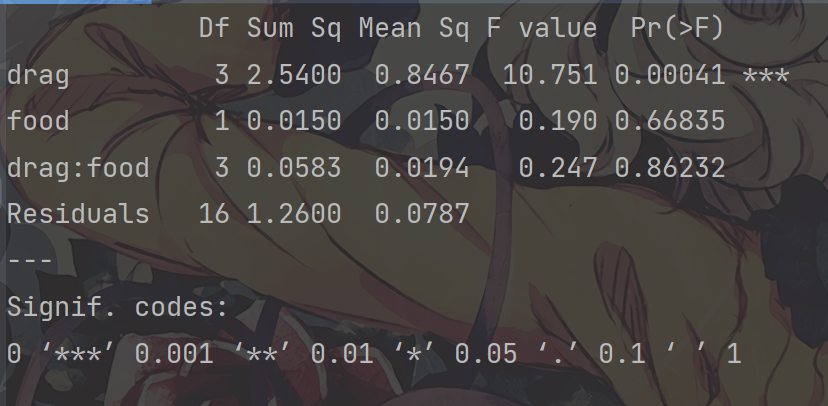 Df Sum Sq Mean Sq F value Pr(>F)
drag 3 2.5400 0.8467 10.751 0.00041 ***
food 1 0.0150 0.0150 0.190 0.66835
drag:food 3 0.0583 0.0194 0.247 0.86232
Residuals 16 1.2600 0.0787
---
Signif. codes:
0 ‘***’ 0.001 ‘**’ 0.01 ‘*’ 0.05 ‘.’ 0.1 ‘ ’ 1